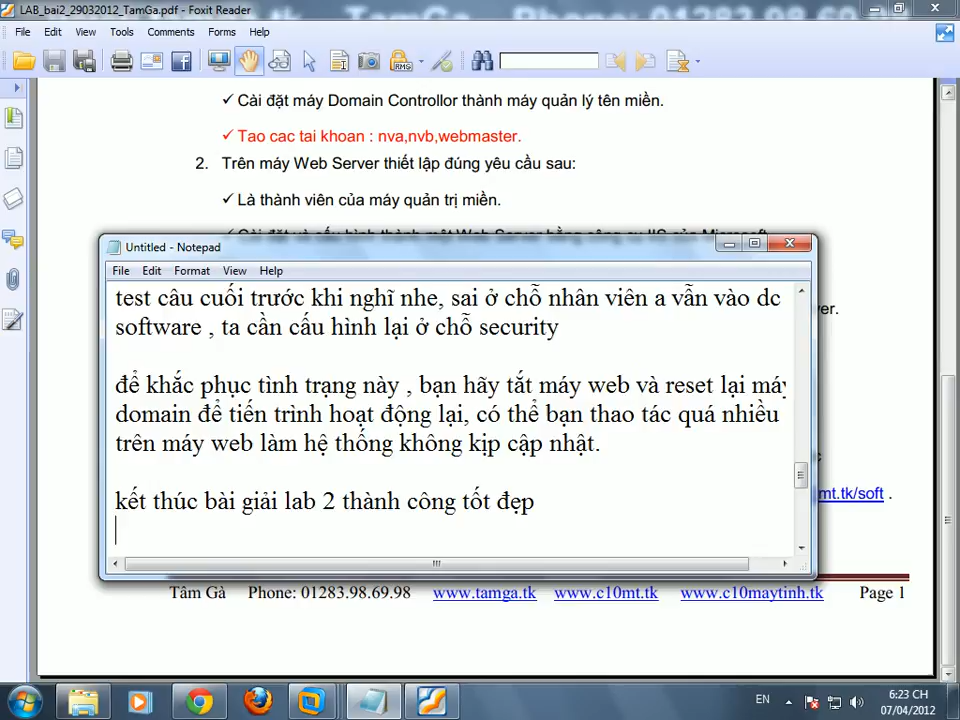 LAB_bai2_29032012_TamGa.pdf - Foxit Reader
File Edit View Tools Comments Forms Help
✓ Cài đặt máy Domain Controllor thành máy quản lý tên miền.
✓ Tao cac tai khoan : nva,nvb,webmaster.
2. Trên máy Web Server thiết lập đúng yêu cầu sau:
✓ Là thành viên của máy quản trị miền.
Untitled - Notepad
File Edit Format View Help
test câu cuối trước khi nghĩ nhe, sai ở chỗ nhân viên a vẫn vào dc
software , ta cần cấu hình lại ở chỗ security
để khắc phục tình trạng này , bạn hãy tắt máy web và reset lại máy
domain để tiến trình hoạt động lại, có thể bạn thao tác quá nhiều
trên máy web làm hệ thống không kịp cập nhật.
kết thúc bài giải lab 2 thành công tốt đẹp
mt.tk/soft .
Tâm Gà Phone: 01283.98.69.98 www.tamga.tk www.c10mt.tk www.c10maytinh.tk Page 1
EN
6:23 CH
07/04/2012